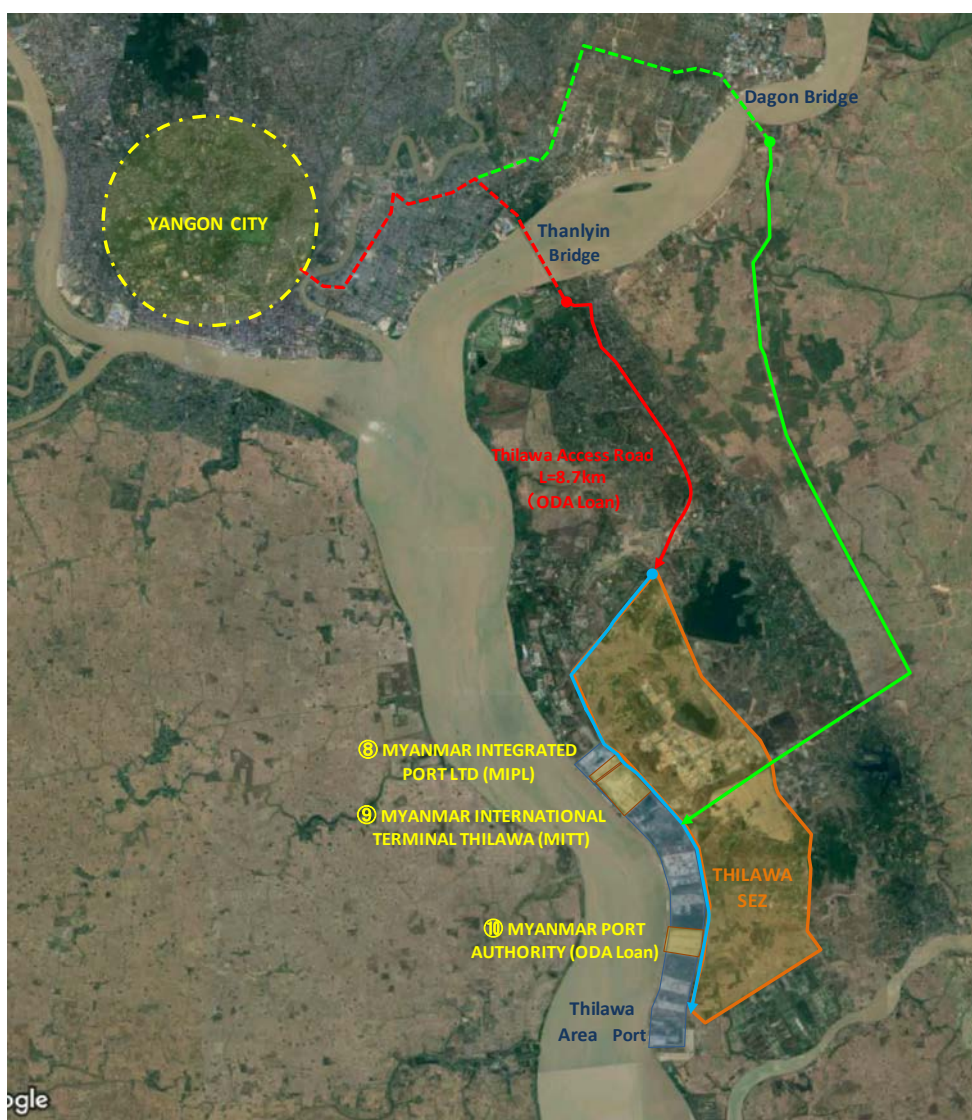 Dagon Bridge
YANGON CITY
Thanlyin
Bridge
Thilawa Access Road
L=8.7km
(ODA Loan)
⑧ MYANMAR INTEGRATED
PORT LTD (MIPL)
⑨ MYANMAR INTERNATIONAL
TERMINAL THILAWA (MITT)
THILAWA
SEZ
⑩ MYANMAR PORT
AUTHORITY (ODA Loan)
Thilawa
Area Port
ogle